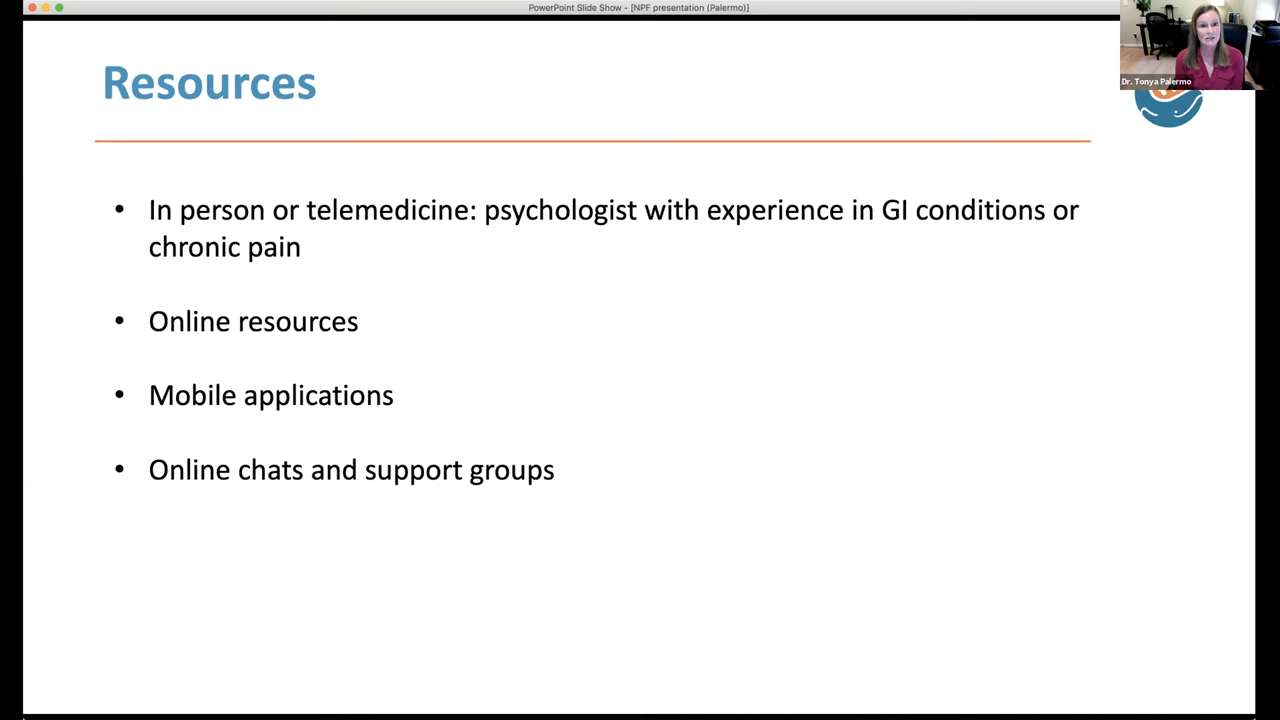 PowerPoint Slide Show - [NPF presentation (Palermo)]
Dr. Tonya Palermo
Resources
• In person or telemedicine: psychologist with experience in GI conditions or
chronic pain
• Online resources
• Mobile applications
• Online chats and support groups